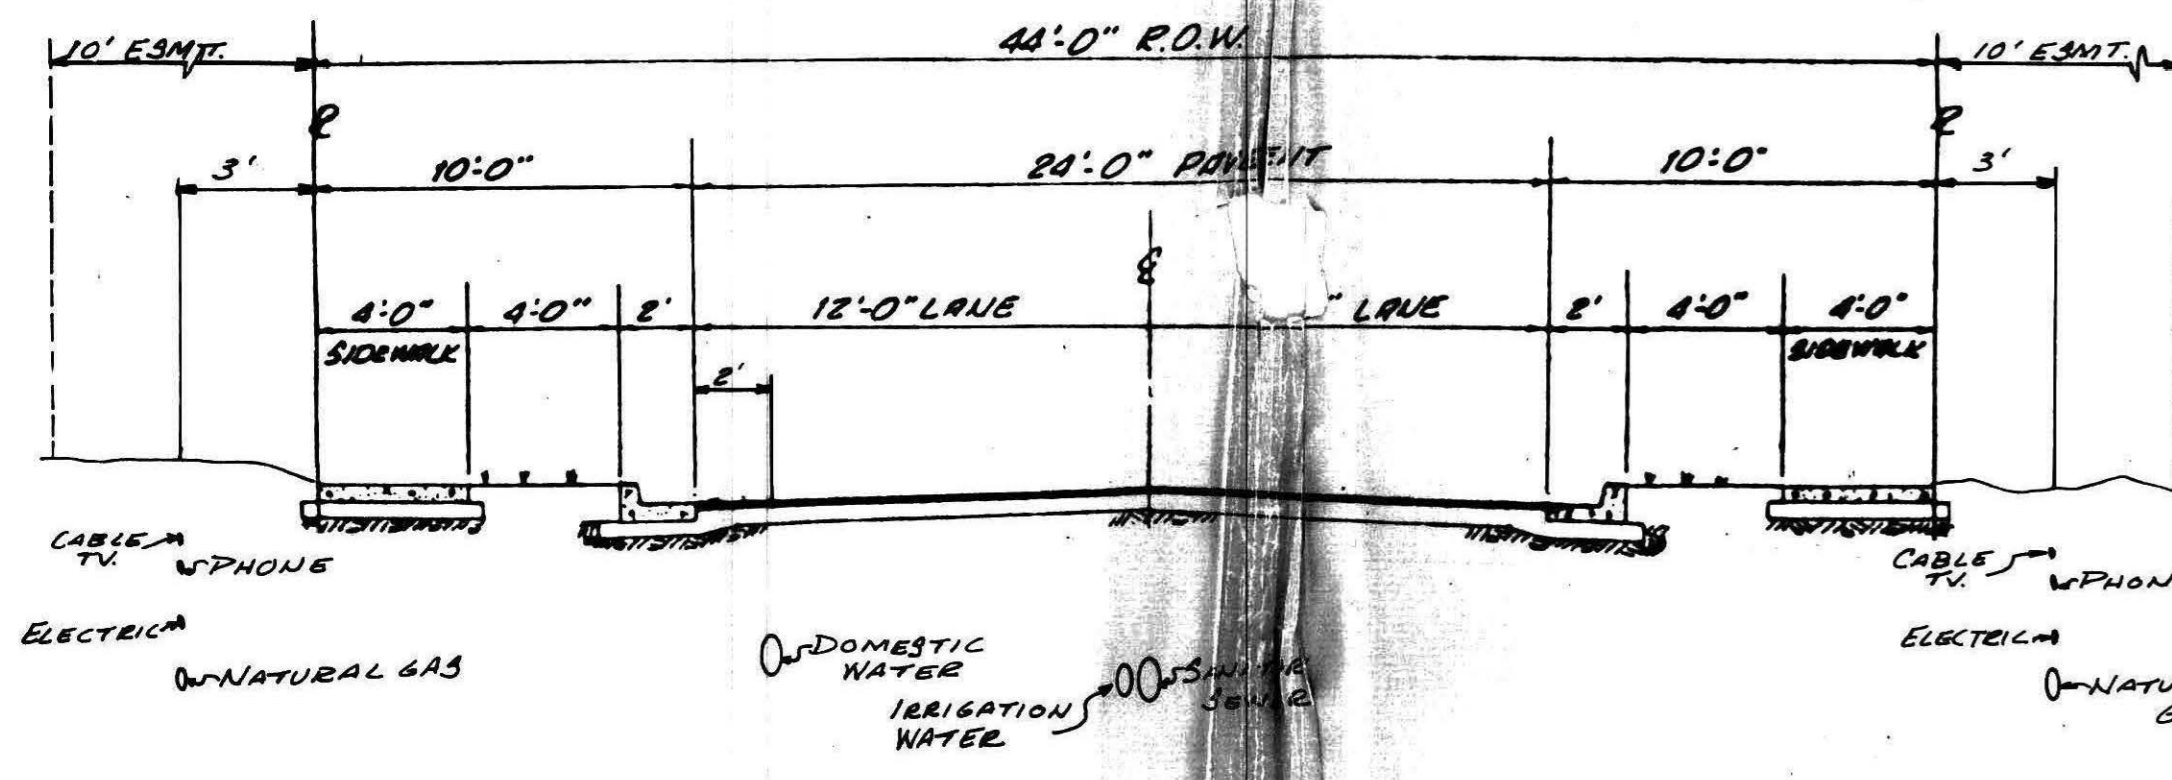 10' ESMT.
44'-0" R.O.W.
10' ESMT.
3'
10'-0"
24'-0"
10'-0"
3'
4'-0"
4'-0"
2'
12'-0" LANE
" LANE
2'
4'-0"
4'-0"
SIDEWALK
SIDEWALK
2'
CABLE
TV.
PHONE
ELECTRIC
NATURAL GAS
DOMESTIC
WATER
IRRIGATION
WATER
CABLE
TV.
PHON
ELECTRIC
NATU
G